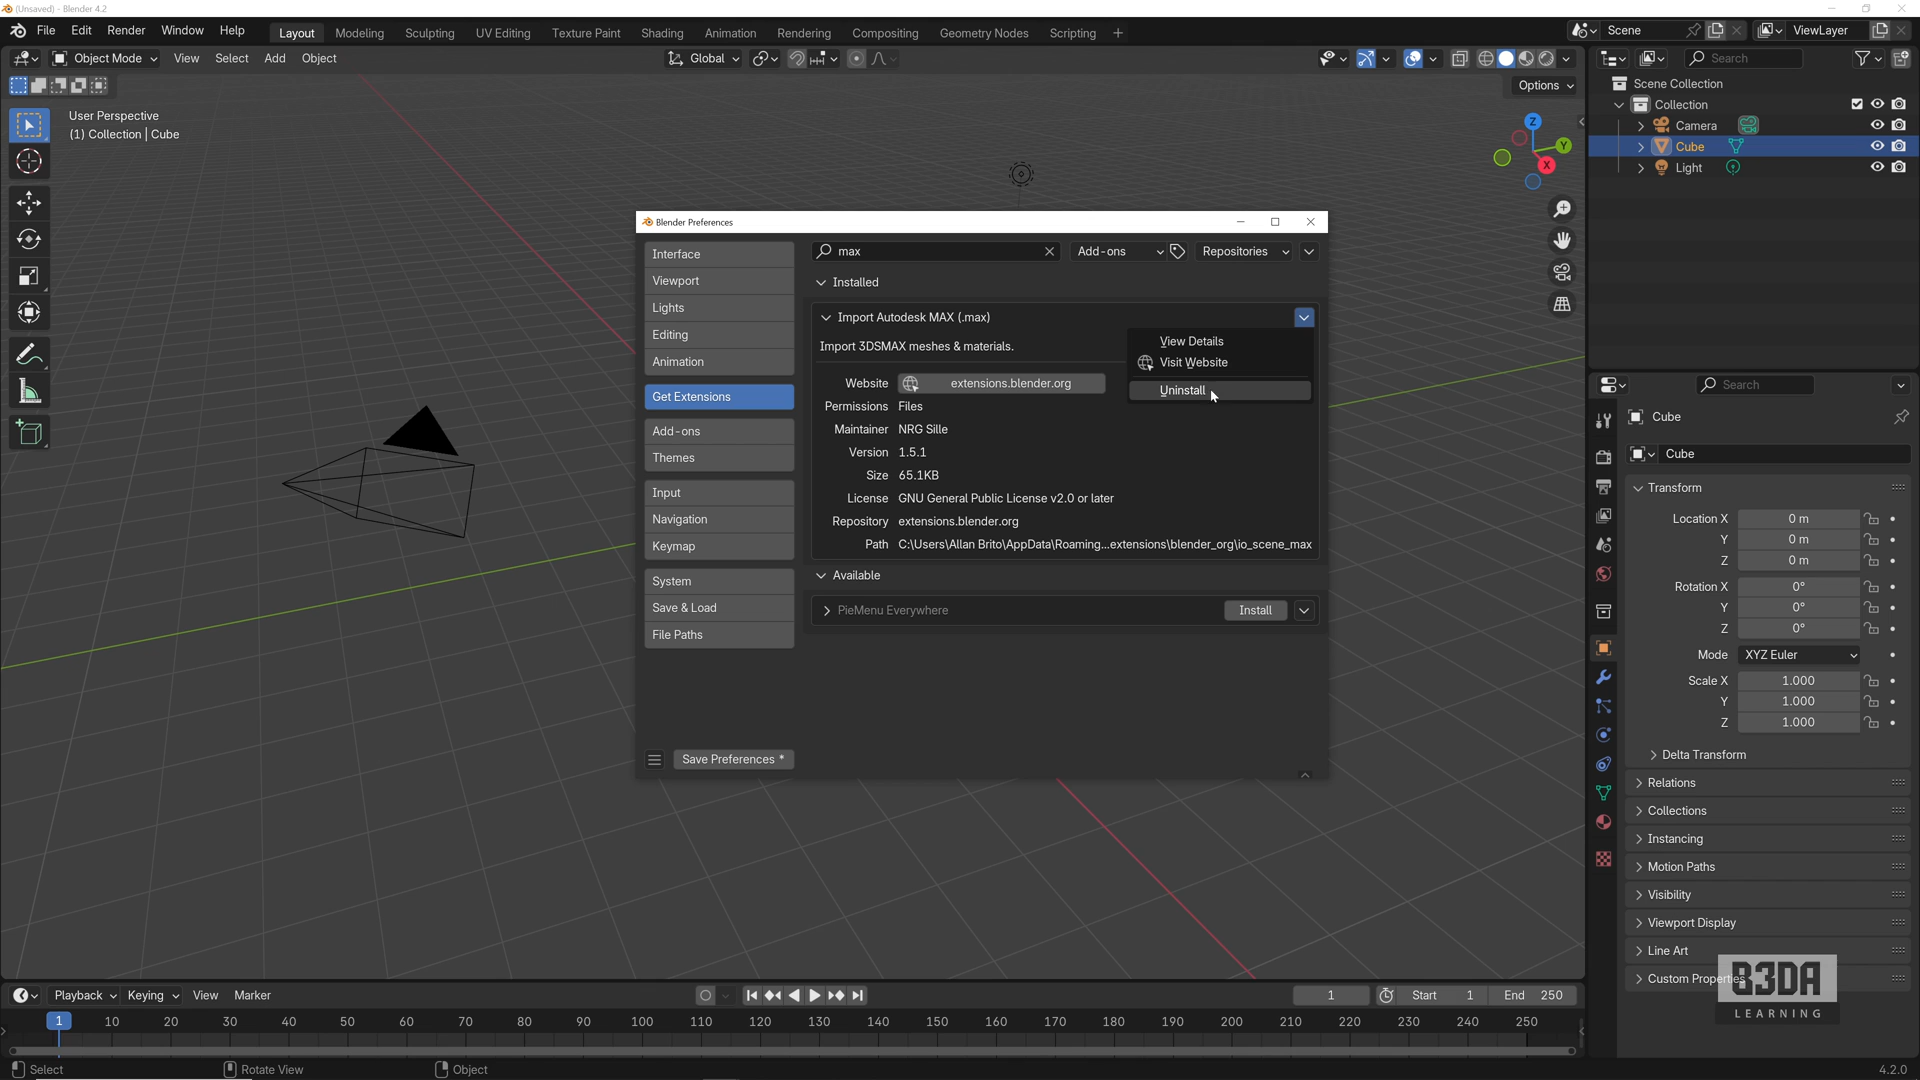 (Unsaved) - Blender 4.2
File Edit Render Window Help Layout Modeling Sculpting UV Editing Texture Paint Shading Animation Rendering Compositing Geometry Nodes Scripting + Scene ViewLayer
Object Mode View Select Add Object Global Search
Options
User Perspective
(1) Collection | Cube
Z
Y
X
Scene Collection
Collection
Camera
Cube
Light
Blender Preferences
Interface
Viewport
Lights
Editing
Animation
Get Extensions
Add-ons
Themes
Input
Navigation
Keymap
System
Save & Load
File Paths
Save Preferences *
max Add-ons Repositories
Installed
Import Autodesk MAX (.max)
Import 3DSMAX meshes & materials.
View Details
Visit Website
Uninstall
Website extensions.blender.org
Permissions Files
Maintainer NRG Sille
Version 1.5.1
Size 65.1KB
License GNU General Public License v2.0 or later
Repository extensions.blender.org
Path C:\Users\Allan Brito\AppData\Roaming...extensions\blender_org\io_scene_max
Available
PieMenu Everywhere Install
Search
Cube
Cube
Transform
Location X 0 m
Y 0 m
Z 0 m
Rotation X 0°
Y 0°
Z 0°
Mode XYZ Euler
Scale X 1.000
Y 1.000
Z 1.000
Delta Transform
Relations
Collections
Instancing
Motion Paths
Visibility
Viewport Display
Line Art
Custom Properties
B3DA
LEARNING
Playback Keying View Marker 1 Start 1 End 250
1 10 20 30 40 50 60 70 80 90 100 110 120 130 140 150 160 170 180 190 200 210 220 230 240 250
Select Rotate View Object 4.2.0